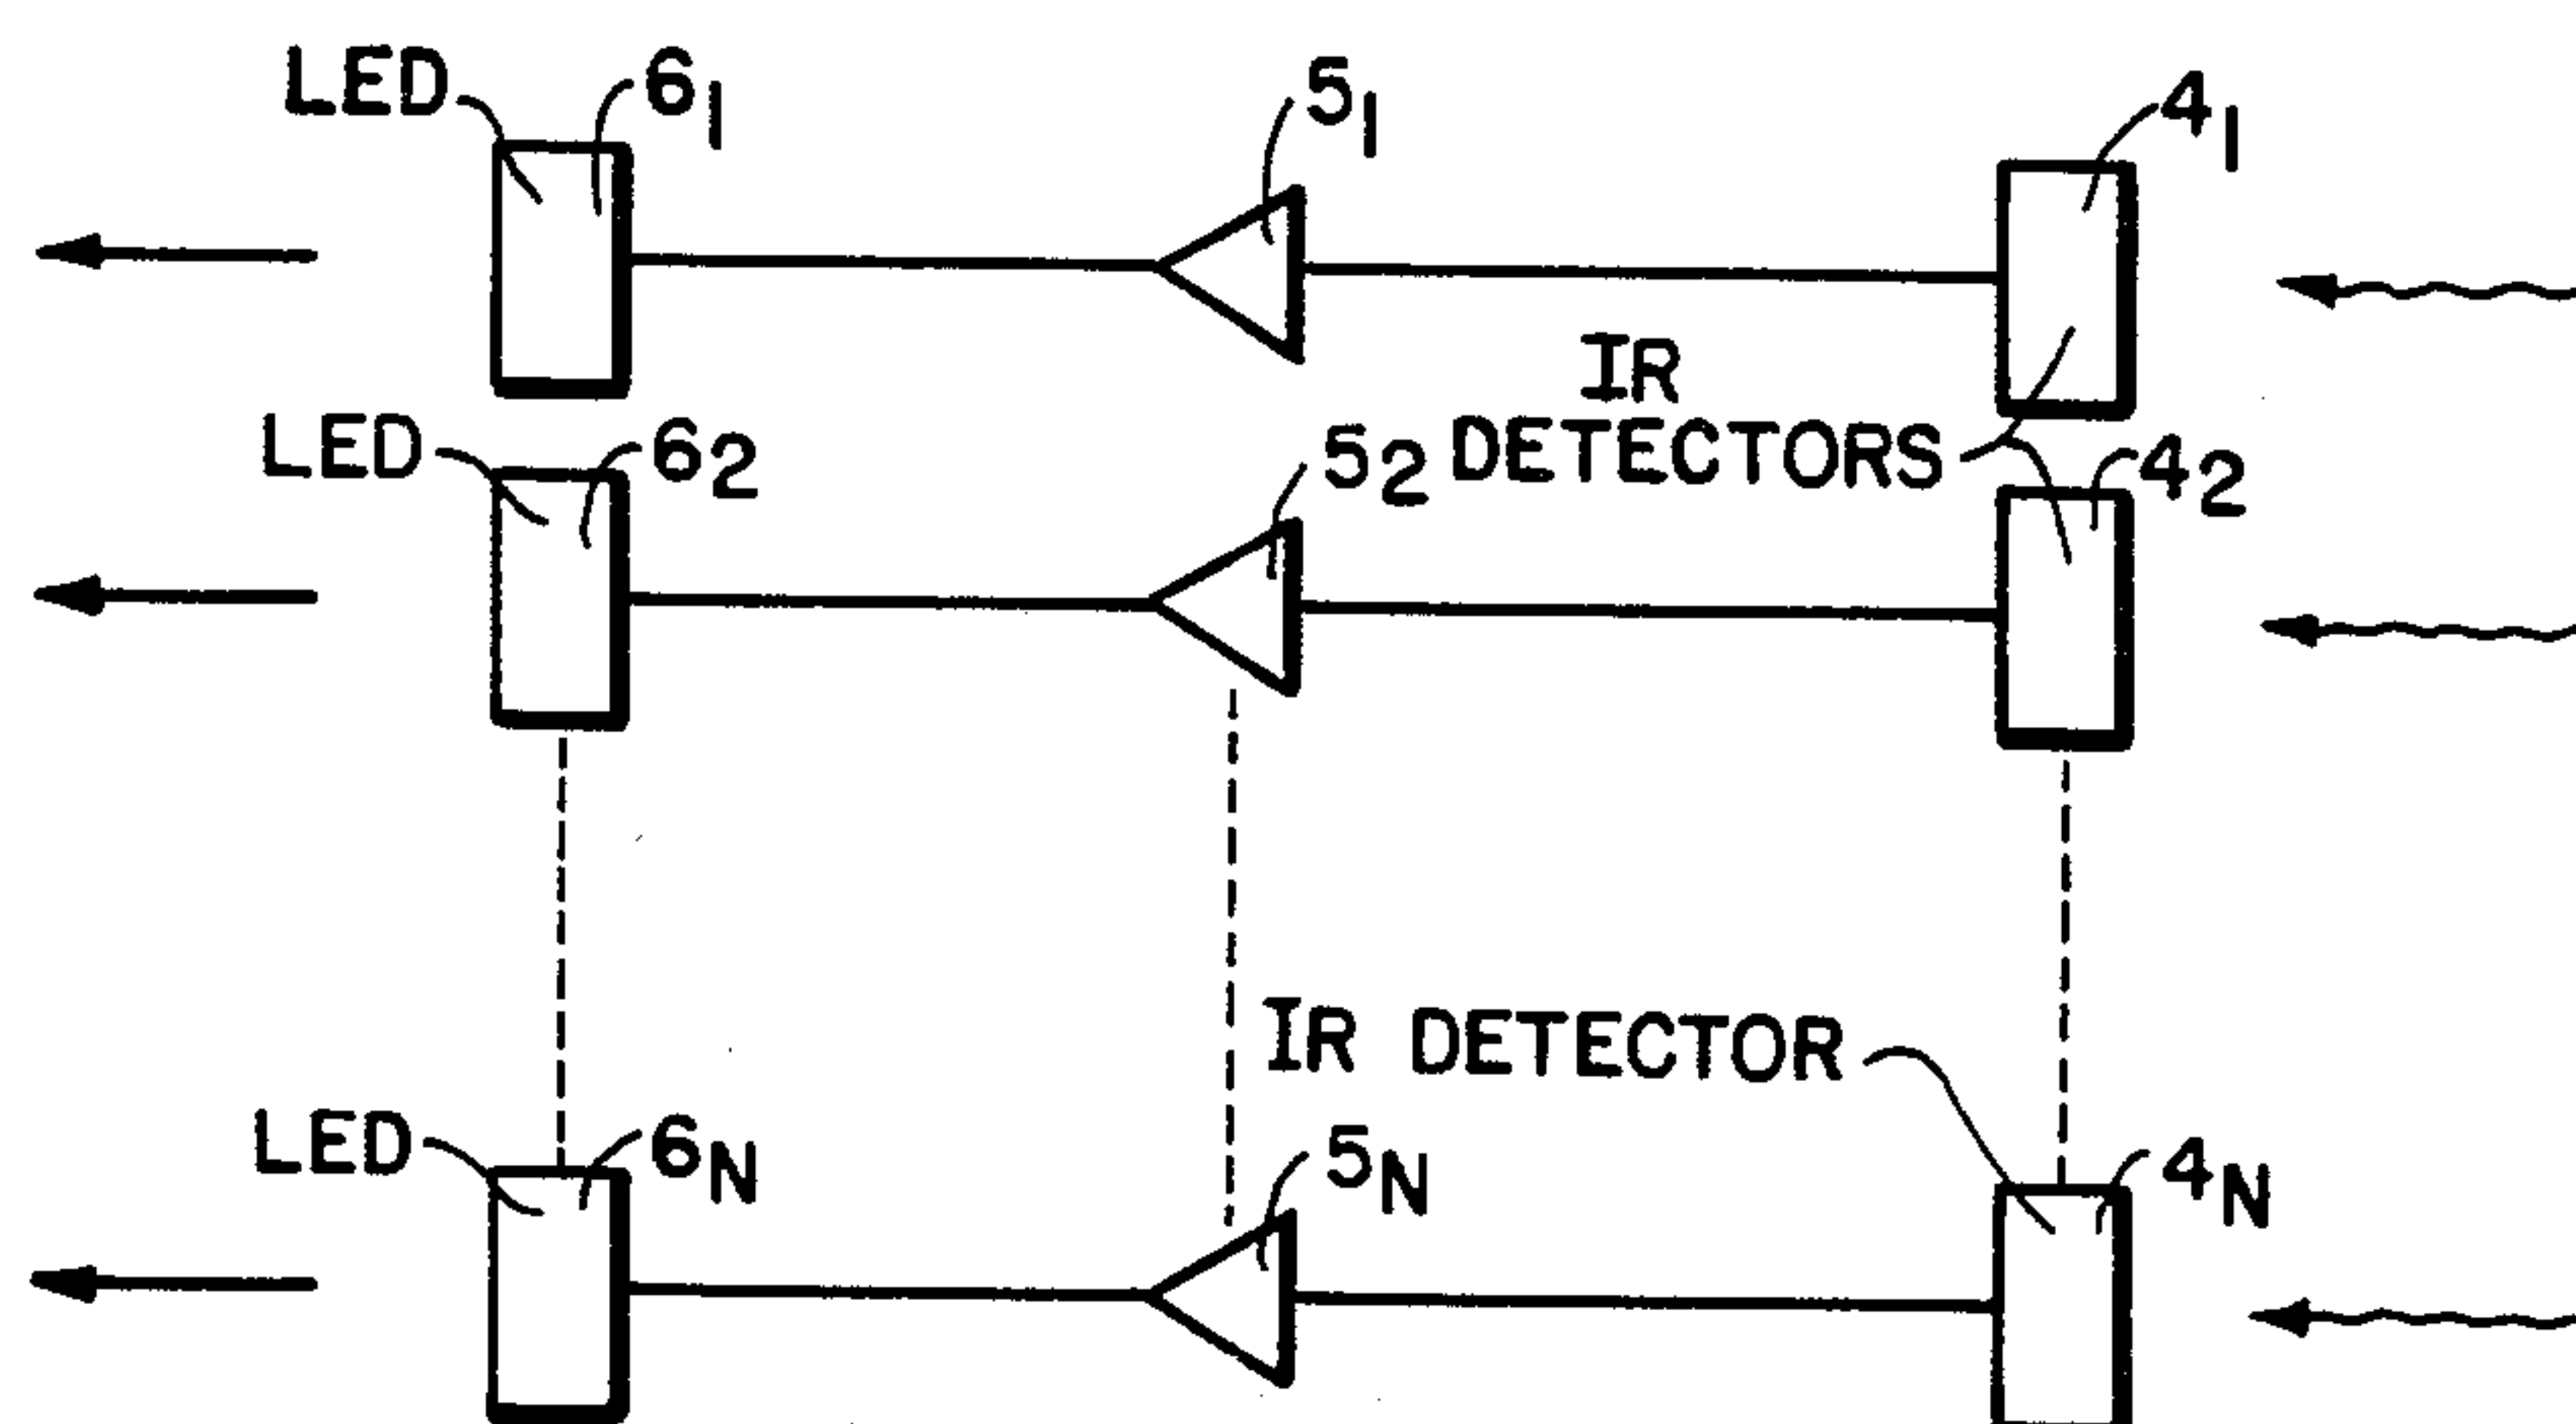 LED 6₁ 5₁ 4₁
IR
DETECTORS
LED 6₂ 5₂ 4₂
IR DETECTOR
LED 6N 5N 4N